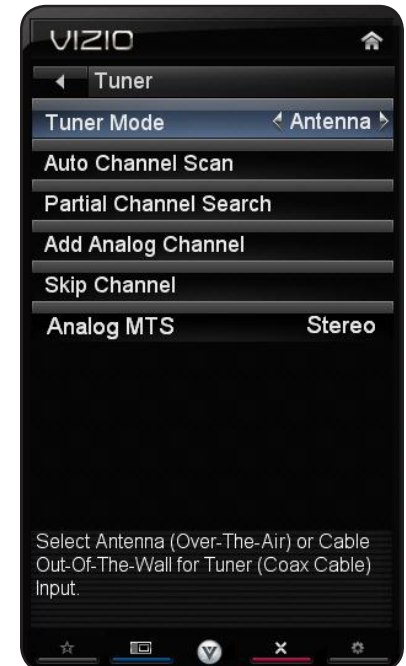 VIZIO
Tuner
Tuner Mode Antenna
Auto Channel Scan
Partial Channel Search
Add Analog Channel
Skip Channel
Analog MTS Stereo
Select Antenna (Over-The-Air) or Cable
Out-Of-The-Wall for Tuner (Coax Cable)
Input.
V